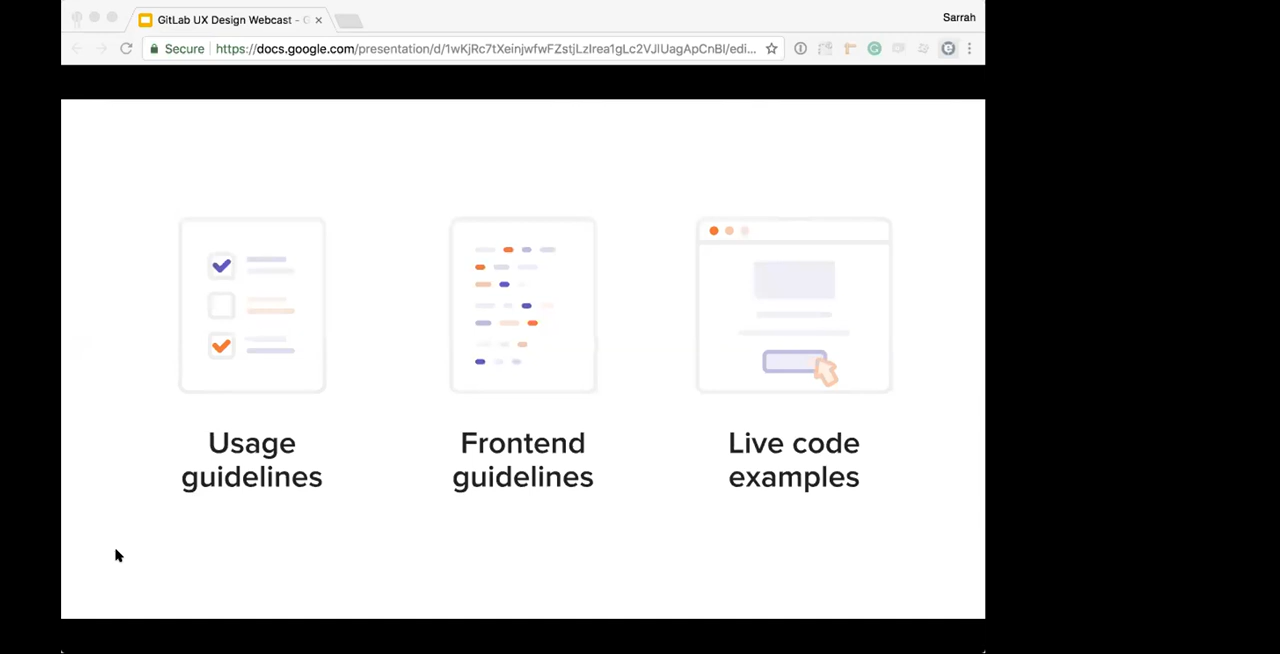 GitLab UX Design Webcast -
Sarrah
Secure
https://docs.google.com/presentation/d/1wKjRc7tXeinjwfwFZstjLzIrea1gLc2VJlUagApCnBI/edi...
Usage
guidelines
Frontend
guidelines
Live code
examples